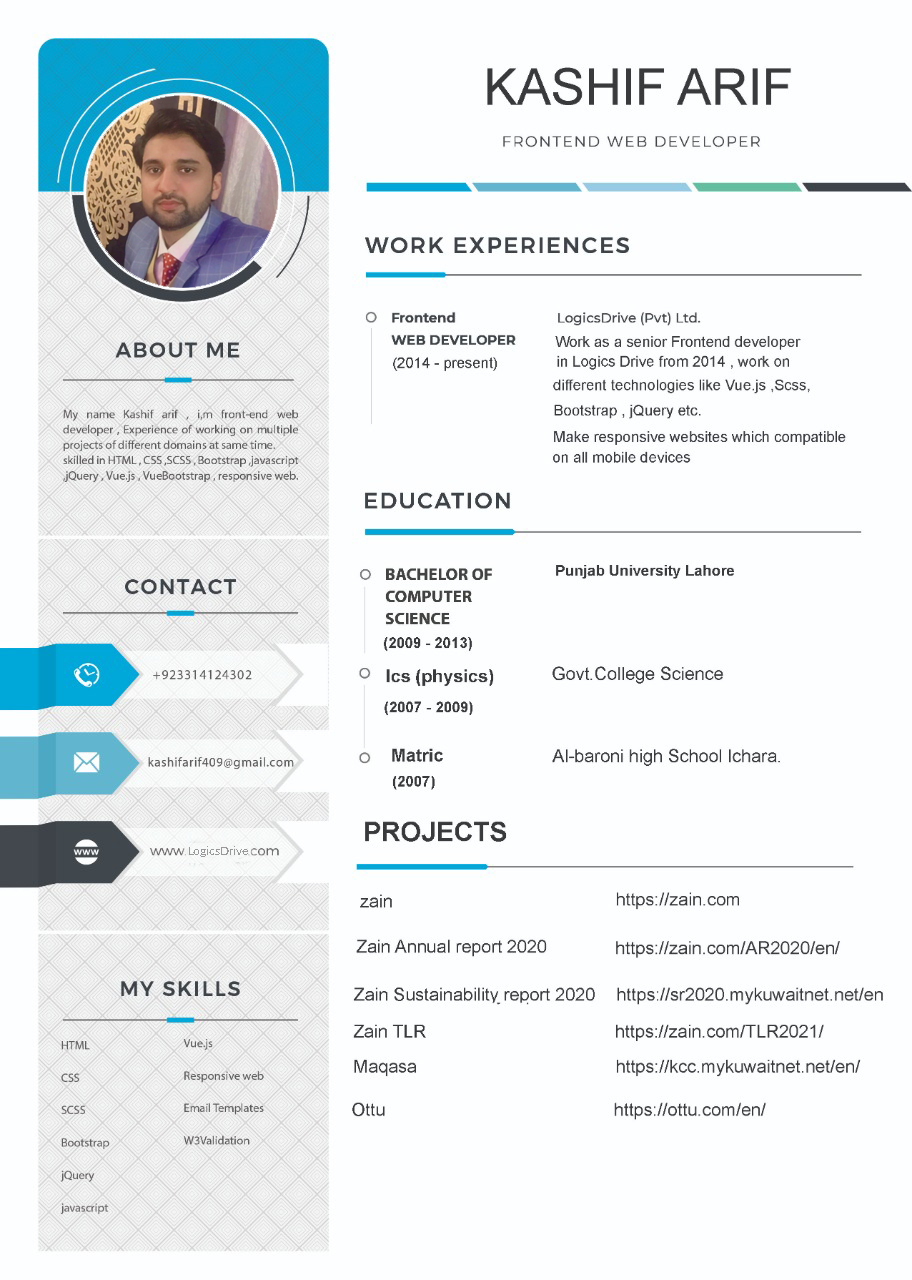 KASHIF ARIF
FRONTEND WEB DEVELOPER
ABOUT ME
My name Kashif arif , i,m front-end web
developer , Experience of working on multiple
projects of different domains at same time.
skilled in HTML , CSS ,SCSS , Bootstrap ,javascript
,jQuery , Vue.js , VueBootstrap , responsive web.
CONTACT
+923314124302
kashifarif409@gmail.com
www
www.LogicsDrive.com
MY SKILLS
HTML
CSS
SCSS
Bootstrap
jQuery
javascript
Vue.js
Responsive web
Email Templates
W3Validation
WORK EXPERIENCES
Frontend
WEB DEVELOPER
(2014 - present)
LogicsDrive (Pvt) Ltd.
Work as a senior Frontend developer
in Logics Drive from 2014 , work on
different technologies like Vue.js ,Scss,
Bootstrap , jQuery etc.
Make responsive websites which compatible
on all mobile devices
EDUCATION
BACHELOR OF
COMPUTER
SCIENCE
(2009 - 2013)
Punjab University Lahore
Ics (physics)
(2007 - 2009)
Govt.College Science
Matric
(2007)
Al-baroni high School Ichara.
PROJECTS
zain https://zain.com
Zain Annual report 2020 https://zain.com/AR2020/en/
Zain Sustainability report 2020 https://sr2020.mykuwaitnet.net/en
Zain TLR https://zain.com/TLR2021/
Maqasa https://kcc.mykuwaitnet.net/en/
Ottu https://ottu.com/en/